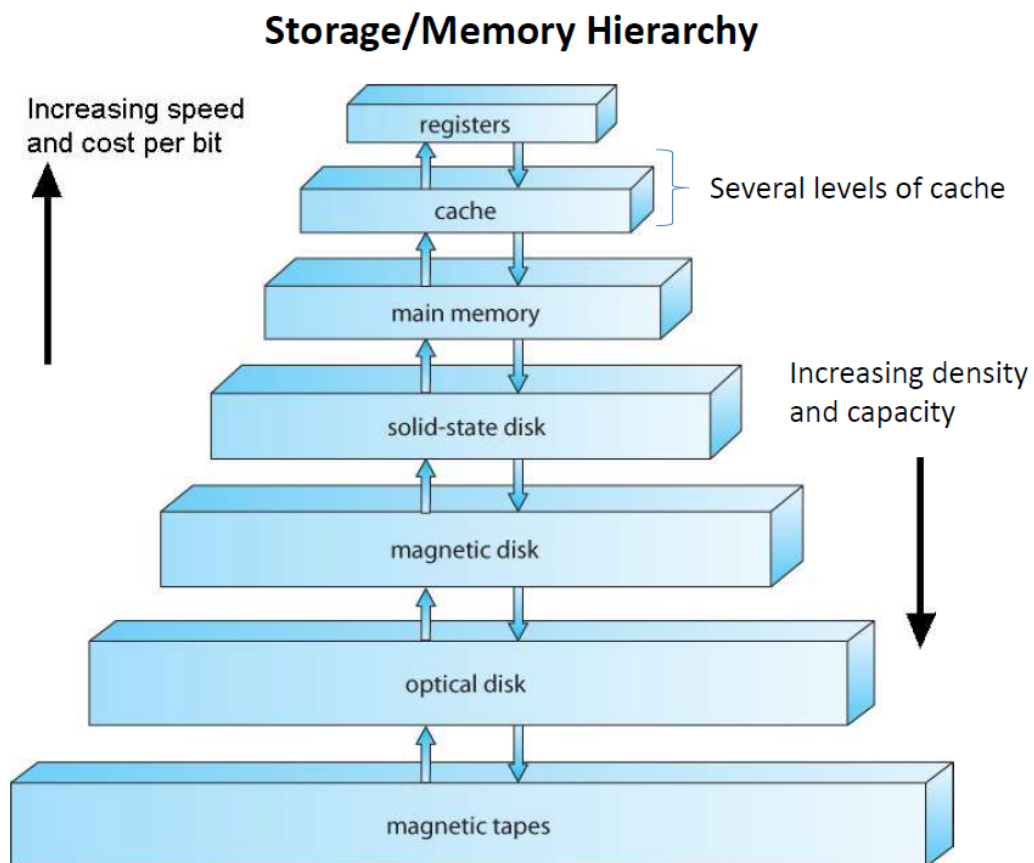 Storage/Memory Hierarchy
Increasing speed
and cost per bit
registers
Several levels of cache
cache
main memory
Increasing density
and capacity
solid-state disk
magnetic disk
optical disk
magnetic tapes